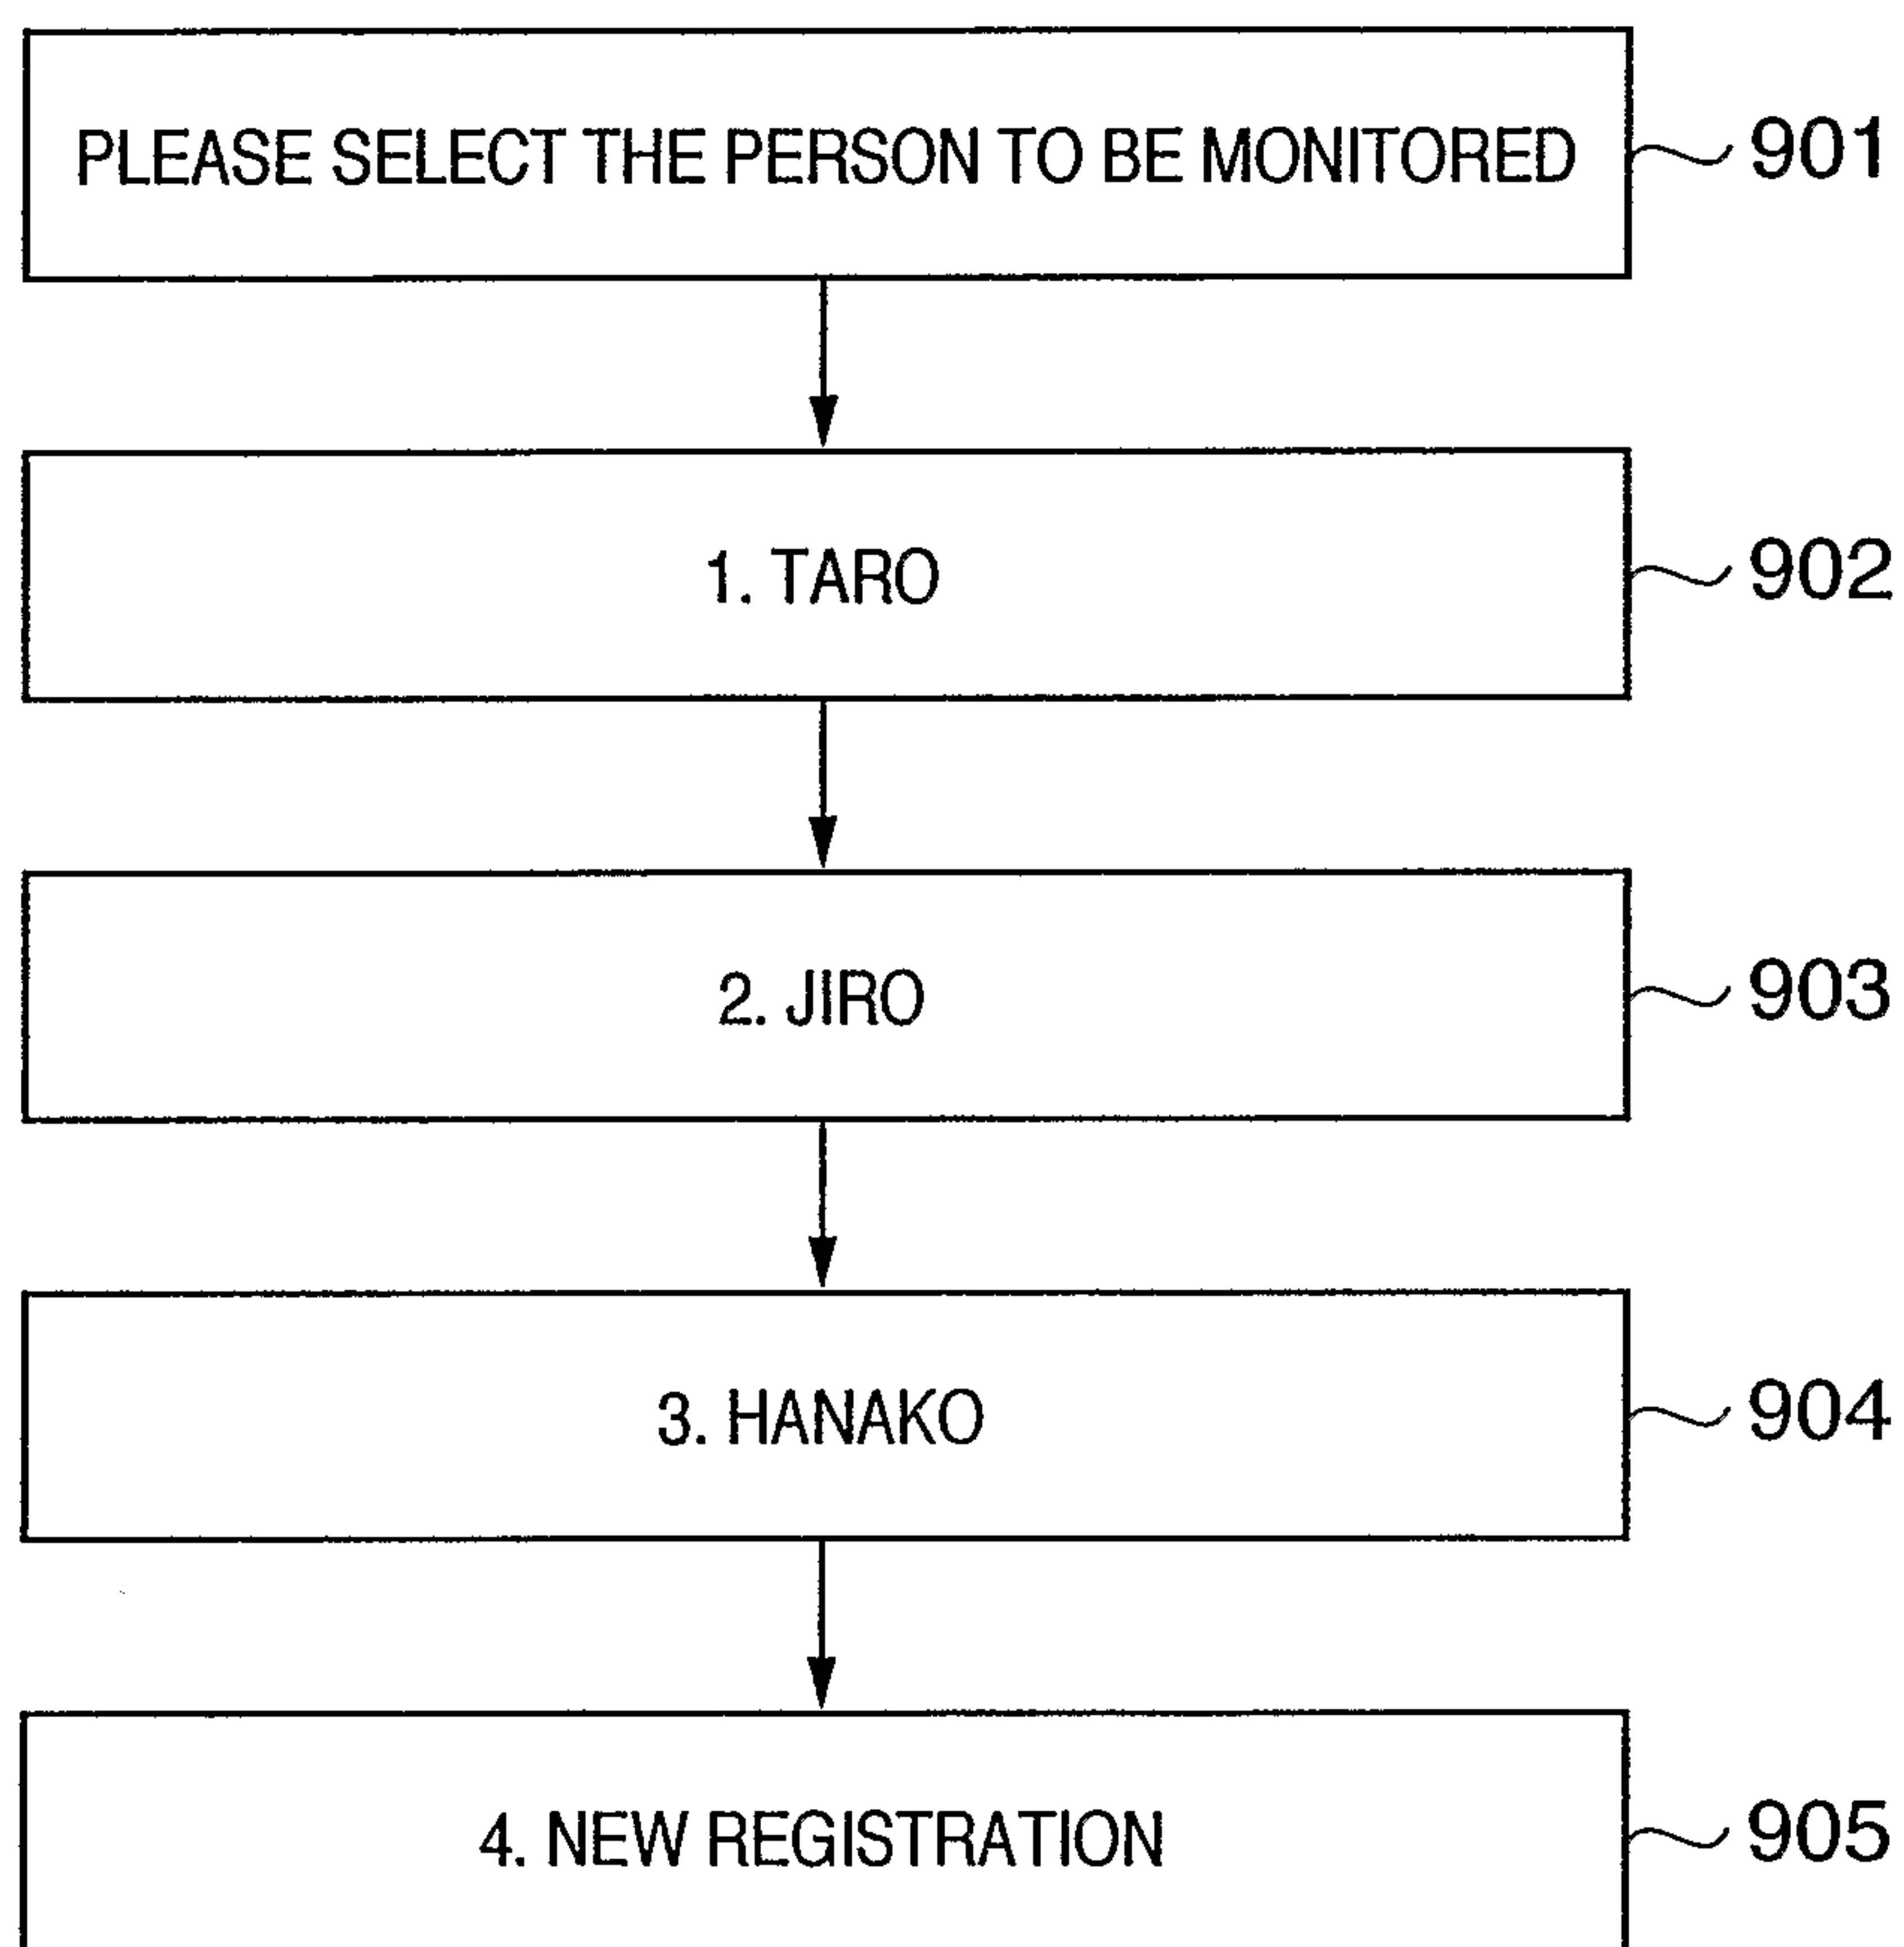 PLEASE SELECT THE PERSON TO BE MONITORED
901
1. TARO
902
2. JIRO
903
3. HANAKO
904
4. NEW REGISTRATION
905